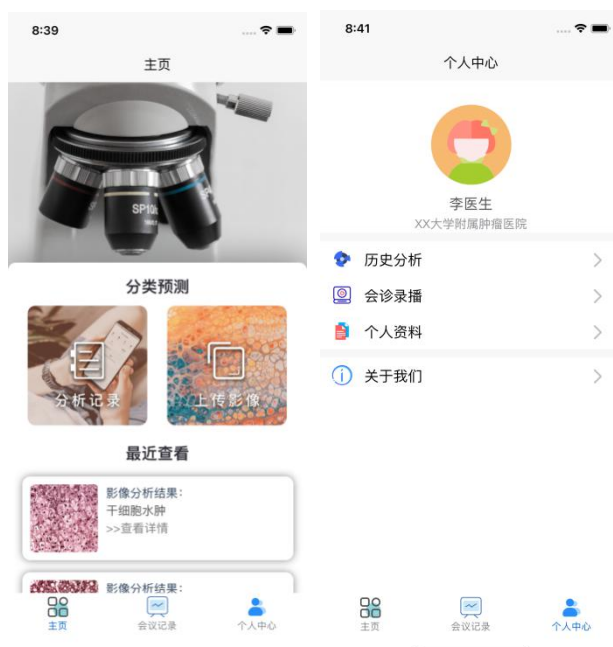 8:39
主页
SP10
分类预测
分析记录
上传影像
最近查看
影像分析结果:
干细胞水肿
>>查看详情
影像分析结果:
主页
会议记录
个人中心
8:41
个人中心
李医生
XX大学附属肿瘤医院
历史分析
会诊录播
个人资料
关于我们
主页
会议记录
个人中心